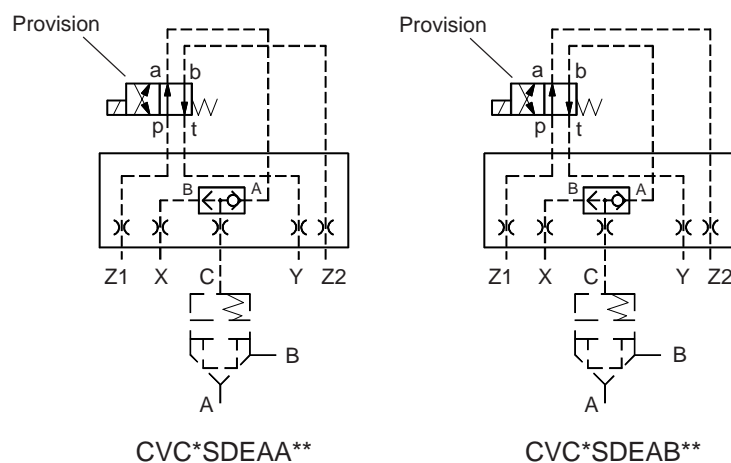 Provision
a b
p t
B A
Z1 X C Y Z2
B
A
CVC*SDEAA**
Provision
a b
p t
B A
Z1 X C Y Z2
B
A
CVC*SDEAB**